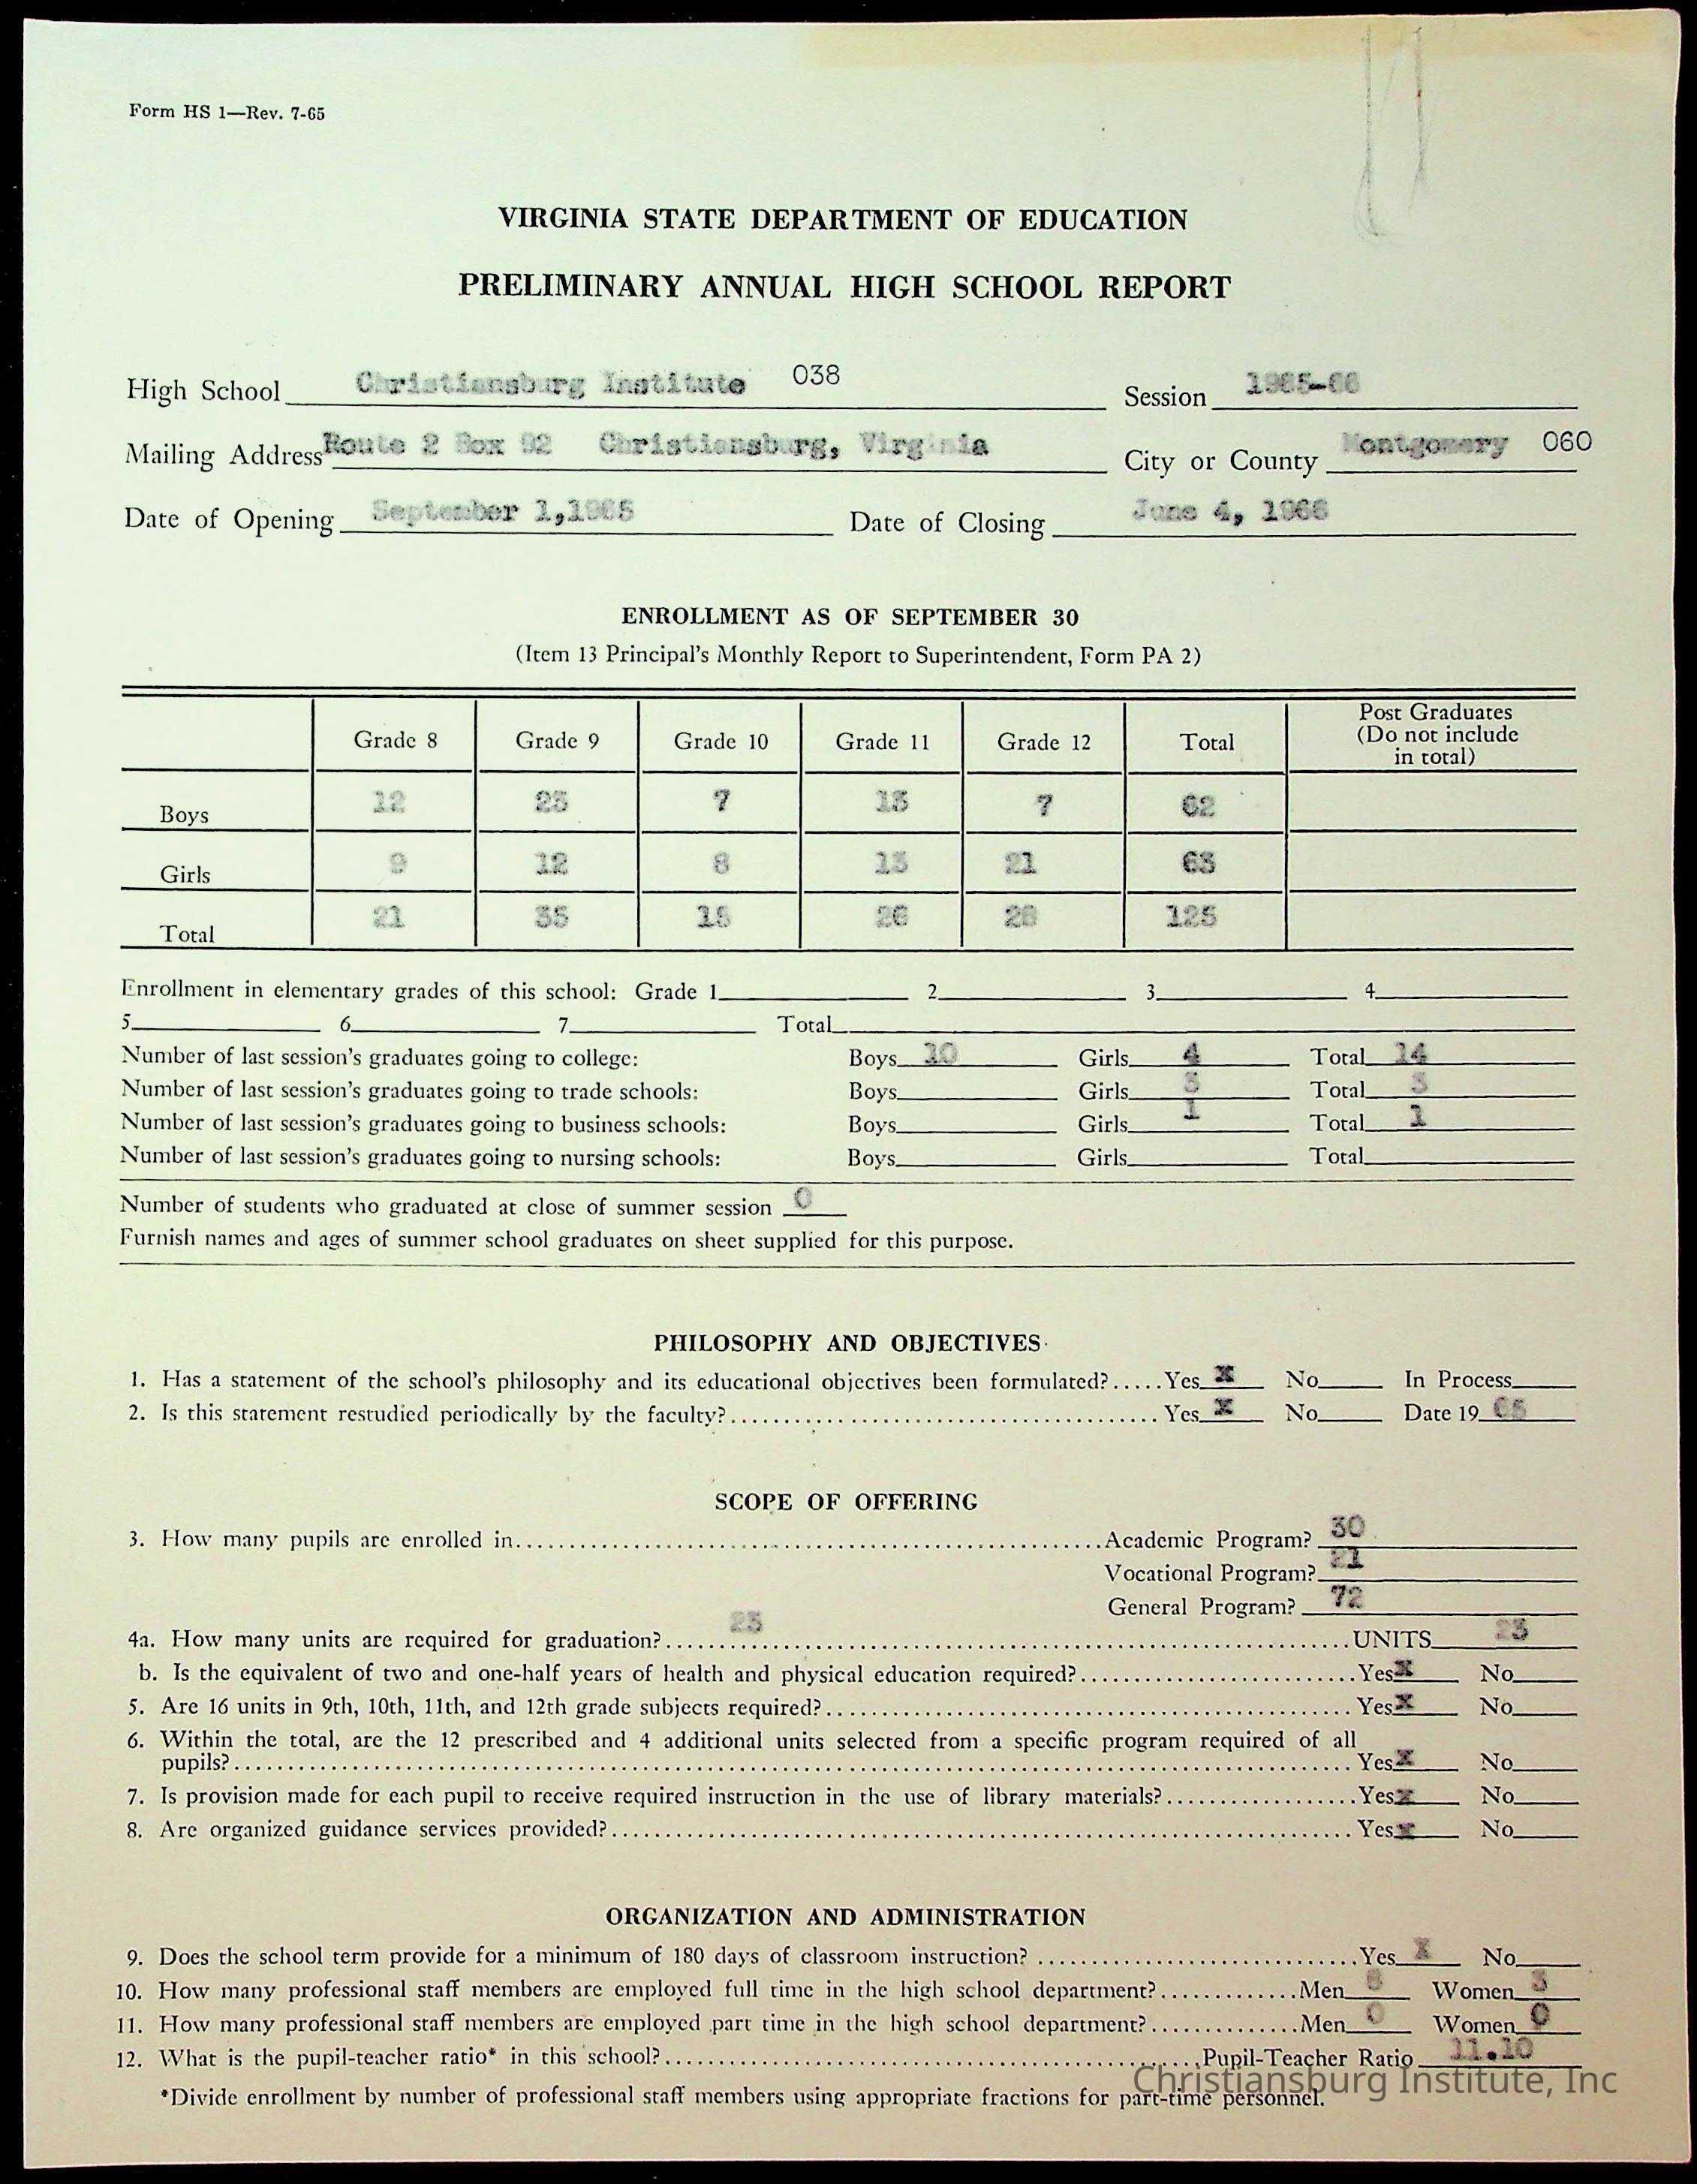 Form HS 1—Rev. 7-65
VIRGINIA STATE DEPARTMENT OF EDUCATION
PRELIMINARY ANNUAL HIGH SCHOOL REPORT
High School Christiansburg Institute 038 Session 1965-66
Mailing Address Route 2 Box 92 Christiansburg, Virginia City or County Montgomery 060
Date of Opening September 1,1965 Date of Closing June 4, 1966
ENROLLMENT AS OF SEPTEMBER 30
(Item 13 Principal's Monthly Report to Superintendent, Form PA 2)
Grade 8 Grade 9 Grade 10 Grade 11 Grade 12 Total Post Graduates (Do not include in total)
Boys 12 23 7 13 7 62
Girls 9 12 8 13 21 63
Total 21 35 15 26 28 125
Enrollment in elementary grades of this school: Grade 1 2 3 4
5 6 7 Total
Number of last session's graduates going to college: Boys 10 Girls 4 Total 14
Number of last session's graduates going to trade schools: Boys Girls 3 Total 3
Number of last session's graduates going to business schools: Boys Girls 1 Total 1
Number of last session's graduates going to nursing schools: Boys Girls Total
Number of students who graduated at close of summer session 0
Furnish names and ages of summer school graduates on sheet supplied for this purpose.
PHILOSOPHY AND OBJECTIVES
1. Has a statement of the school's philosophy and its educational objectives been formulated?.....Yes X No In Process
2. Is this statement restudied periodically by the faculty?.....Yes X No Date 19 65
SCOPE OF OFFERING
3. How many pupils are enrolled in.....Academic Program? 30
Vocational Program? 21
General Program? 72
23
4a. How many units are required for graduation?.....UNITS 23
b. Is the equivalent of two and one-half years of health and physical education required?.....Yes X No
5. Are 16 units in 9th, 10th, 11th, and 12th grade subjects required?.....Yes X No
6. Within the total, are the 12 prescribed and 4 additional units selected from a specific program required of all
pupils?.....Yes X No
7. Is provision made for each pupil to receive required instruction in the use of library materials?.....Yes X No
8. Are organized guidance services provided?.....Yes X No
ORGANIZATION AND ADMINISTRATION
9. Does the school term provide for a minimum of 180 days of classroom instruction? .....Yes X No
10. How many professional staff members are employed full time in the high school department?.....Men Women
11. How many professional staff members are employed part time in the high school department?.....Men 0 Women 0
12. What is the pupil-teacher ratio* in this school?.....Pupil-Teacher Ratio 11.10
*Divide enrollment by number of professional staff members using appropriate fractions for part-time personnel.
Christiansburg Institute, Inc